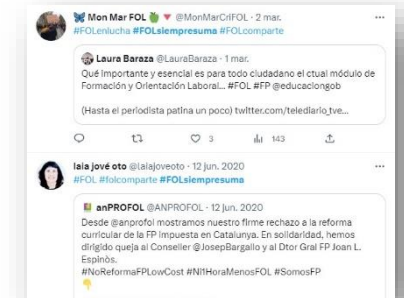 Mon Mar FOL @MonMarCriFOL · 2 mar.
#FOLenlucha #FOLsiempresuma #FOLcomparte
Laura Baraza @LauraBaraza · 1 mar.
Qué importante y esencial es para todo ciudadano el ctual módulo de
Formación y Orientación Laboral... #FOL #FP @educaciongob
(Hasta el periodista patina un poco) twitter.com/telediario_tve...
3 143
laia jové oto @laiajoveoto · 12 jun. 2020
#FOL #folcomparte #FOLsiempresuma
anPROFOL @ANPROFOL · 12 jun. 2020
Desde @anprofol mostramos nuestro firme rechazo a la reforma
curricular de la FP impuesta en Catalunya. En solidaridad, hemos
dirigido queja al Conseller @JosepBargallo y al Dtor Gral FP Joan L.
Espinòs.
#NoReformaFPLowCost #Ni1HoraMenosFOL #SomosFP